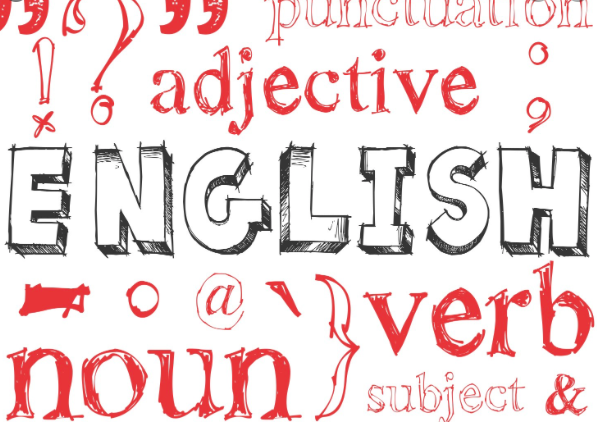 ” ” punctuation
! ? adjective ;
ENGLISH
- . @ ` } verb
noun subject &